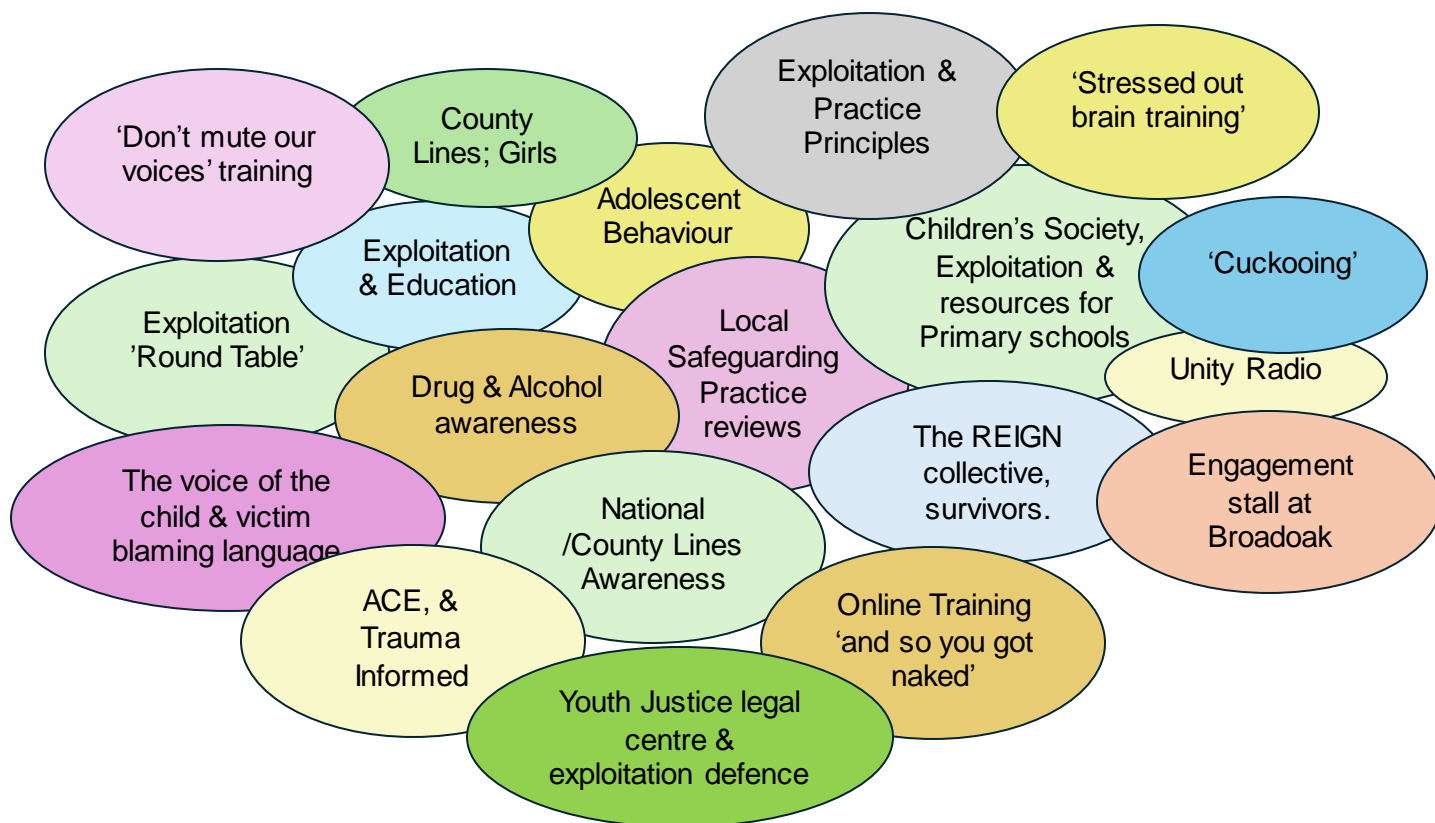 ‘Don’t mute our
voices’ training
County
Lines; Girls
Adolescent
Behaviour
Exploitation &
Practice
Principles
‘Stressed out
brain training’
Exploitation
& Education
Exploitation
’Round Table’
Local
Safeguarding
Practice
reviews
Children’s Society,
Exploitation &
resources for
Primary schools
‘Cuckooing’
Unity Radio
Drug & Alcohol
awareness
The voice of the
child & victim
blaming language
National
/County Lines
Awareness
The REIGN
collective,
survivors.
Engagement
stall at
Broadoak
ACE, &
Trauma
Informed
Online Training
‘and so you got
naked’
Youth Justice legal
centre &
exploitation defence